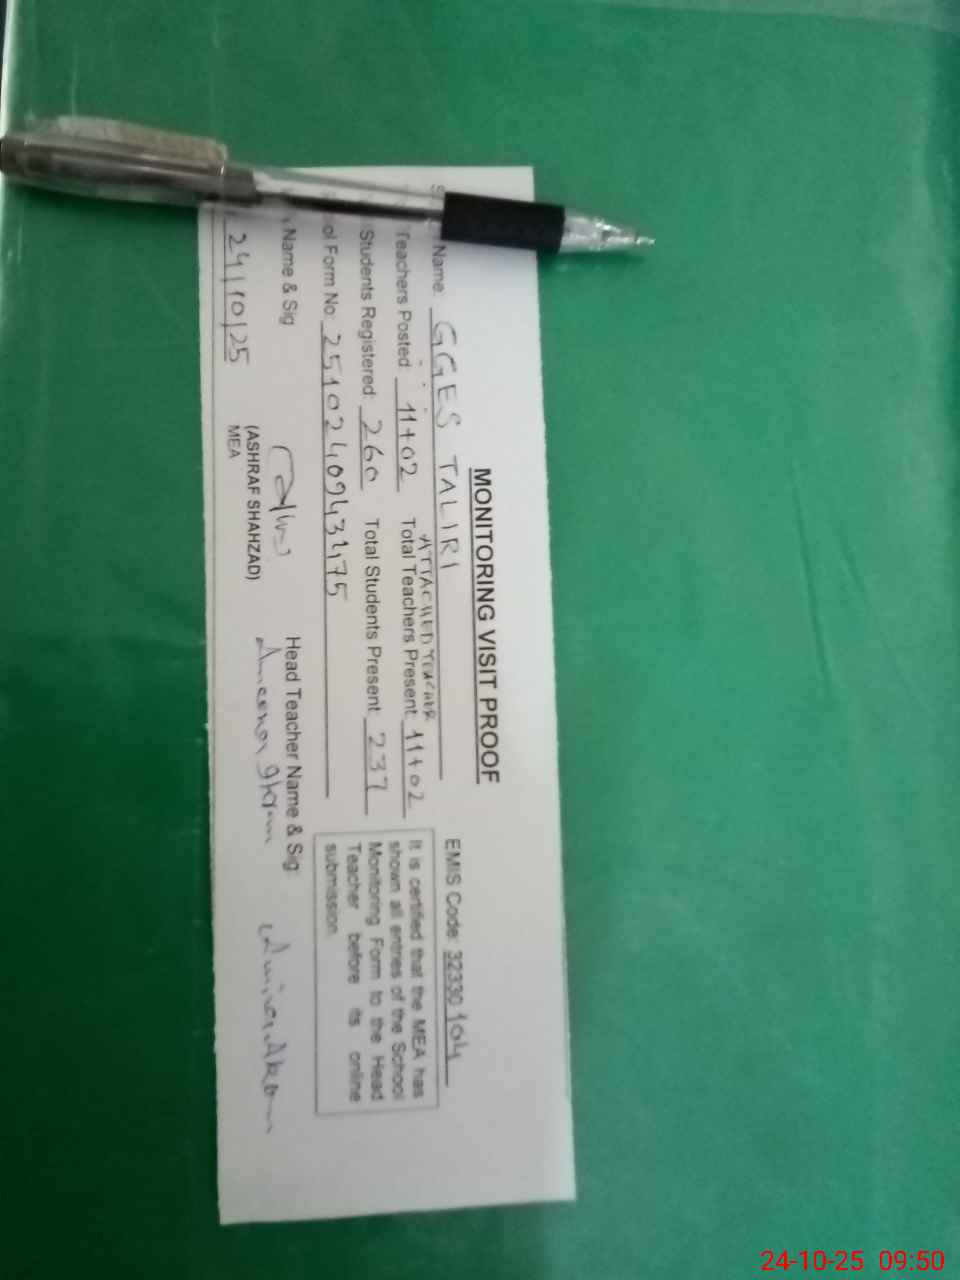 MONITORING VISIT PROOF
Name: GGES TALIRI
EMIS Code: 32330104
ATTACHED TEACHER
Teachers Posted: 11+02 Total Teachers Present: 11+02
Students Registered: 260 Total Students Present: 237
ol Form No:
It is certified that the MEA has
shown all entries of the School
Monitoring Form to the Head
Teacher before its online
submission.
Name & Sig
Head Teacher Name & Sig:
(ASHRAF SHAHZAD)
MEA
24/10/25
24-10-25 09:50